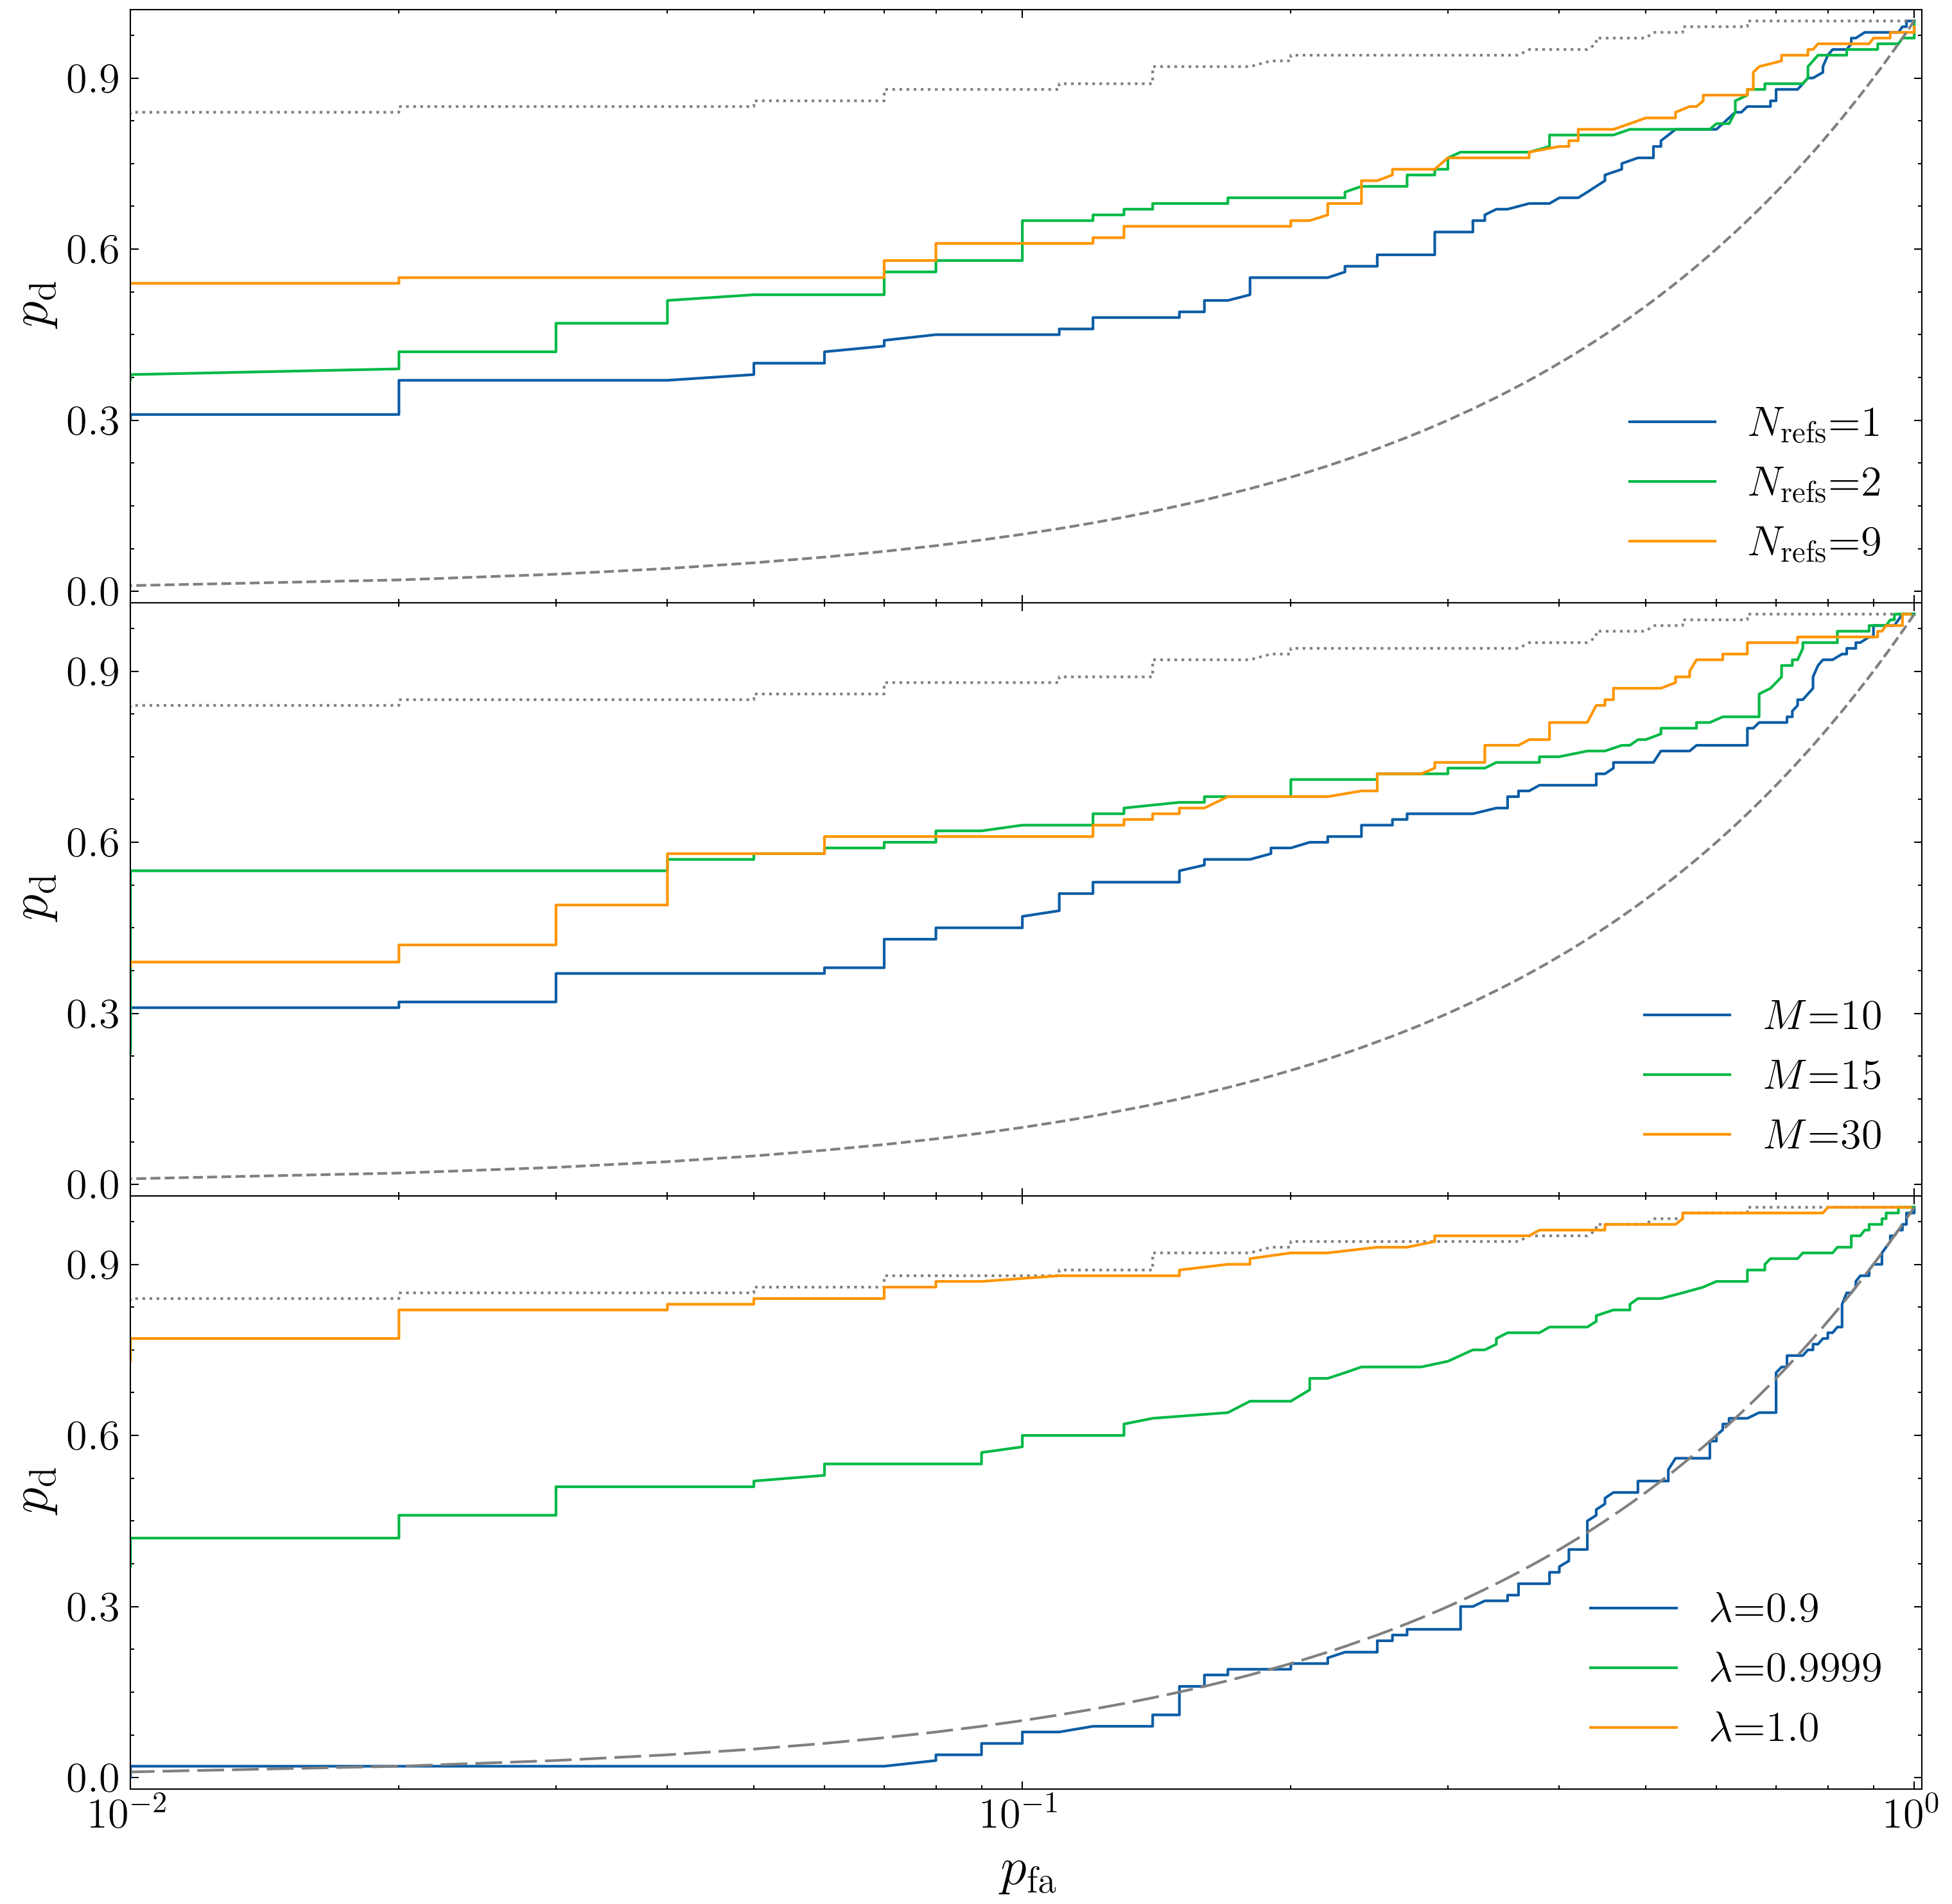 0.9
0.6
p_d
0.3
0.0
N_refs=1
N_refs=2
N_refs=9
0.9
0.6
p_d
0.3
0.0
M=10
M=15
M=30
0.9
0.6
p_d
0.3
0.0
λ=0.9
λ=0.9999
λ=1.0
10^{-2} 10^{-1} 10^{0}
p_fa